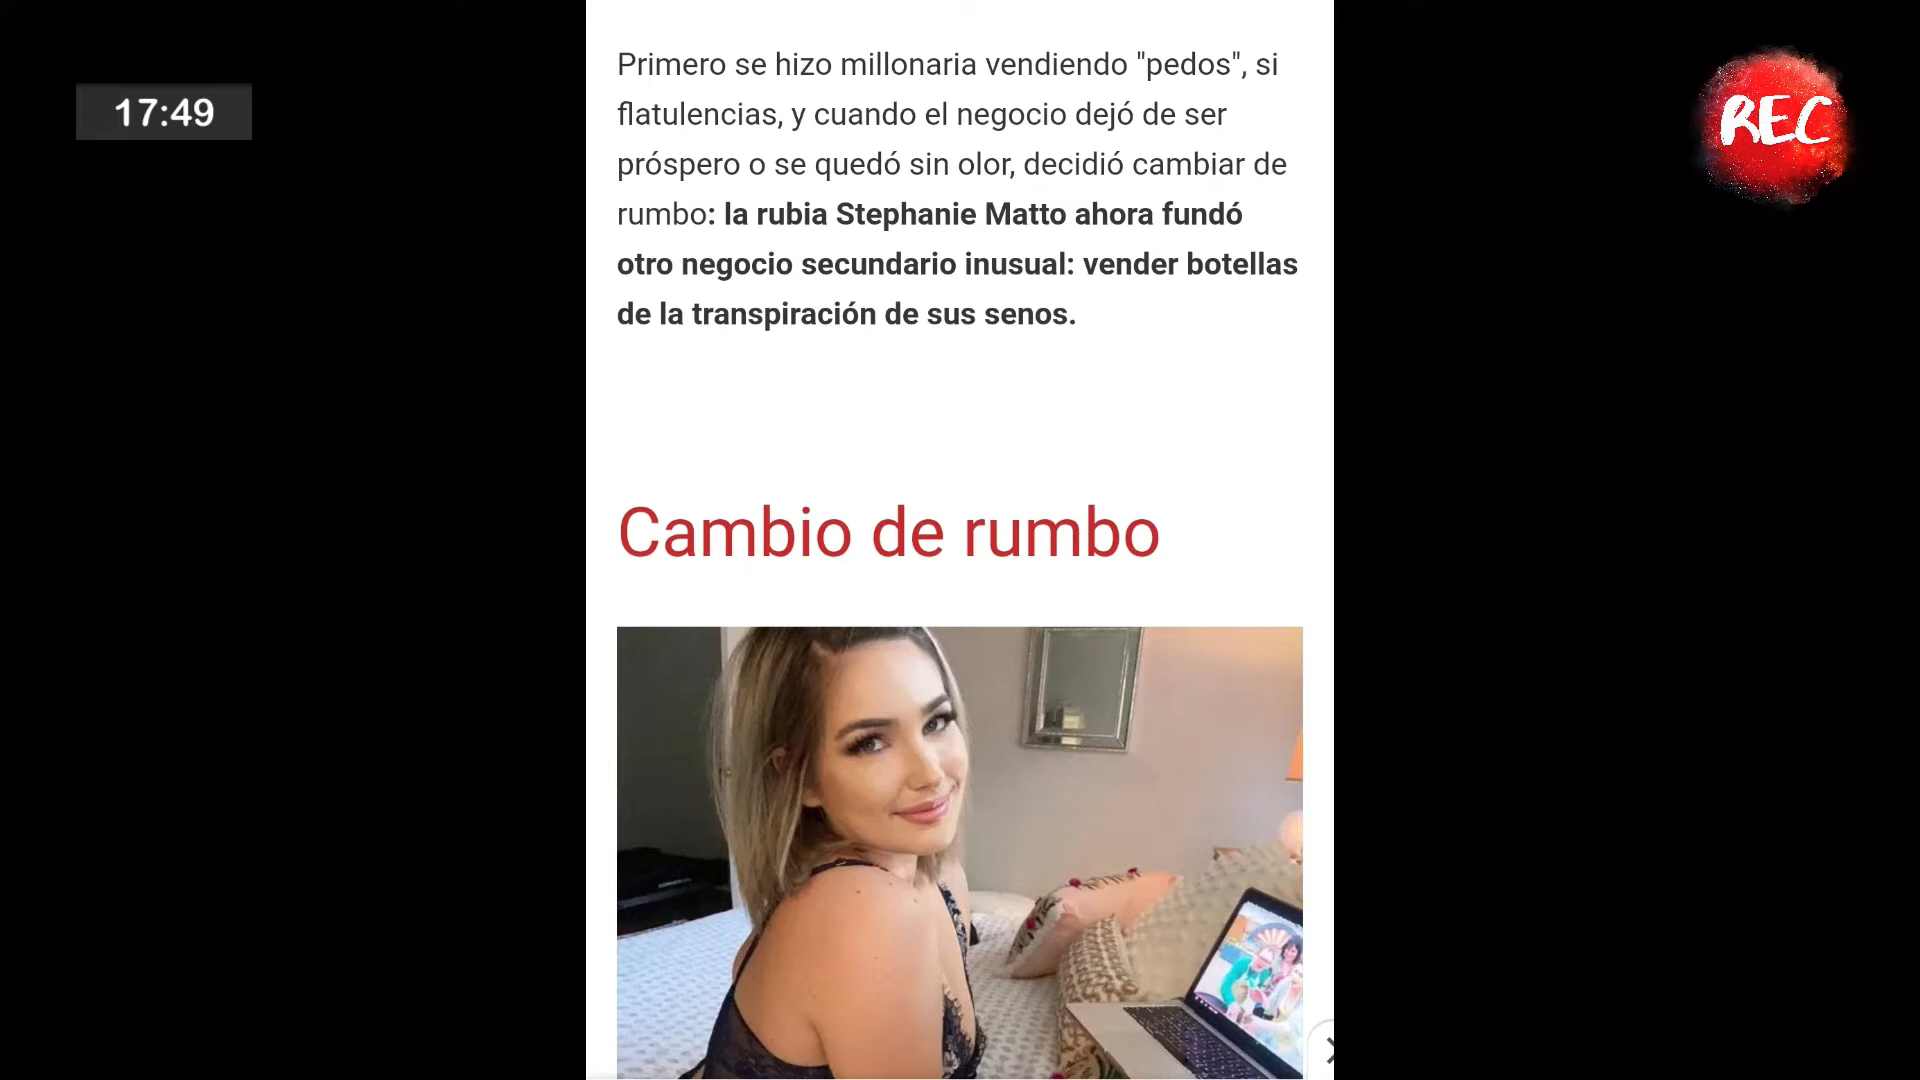 17:49
REC
Primero se hizo millonaria vendiendo "pedos", si
flatulencias, y cuando el negocio dejó de ser
próspero o se quedó sin olor, decidió cambiar de
rumbo: la rubia Stephanie Matto ahora fundó
otro negocio secundario inusual: vender botellas
de la transpiración de sus senos.
Cambio de rumbo